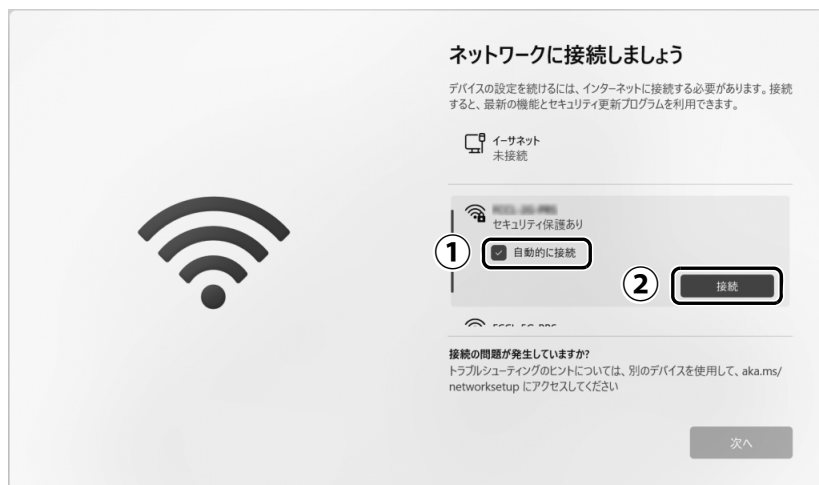 ネットワークに接続しましょう
デバイスの設定を続けるには、インターネットに接続する必要があります。接続
すると、最新の機能とセキュリティ更新プログラムを利用できます。
イーサネット
未接続
セキュリティ保護あり
① 自動的に接続
② 接続
接続の問題が発生していますか?
トラブルシューティングのヒントについては、別のデバイスを使用して、aka.ms/
networksetup にアクセスしてください
次へ